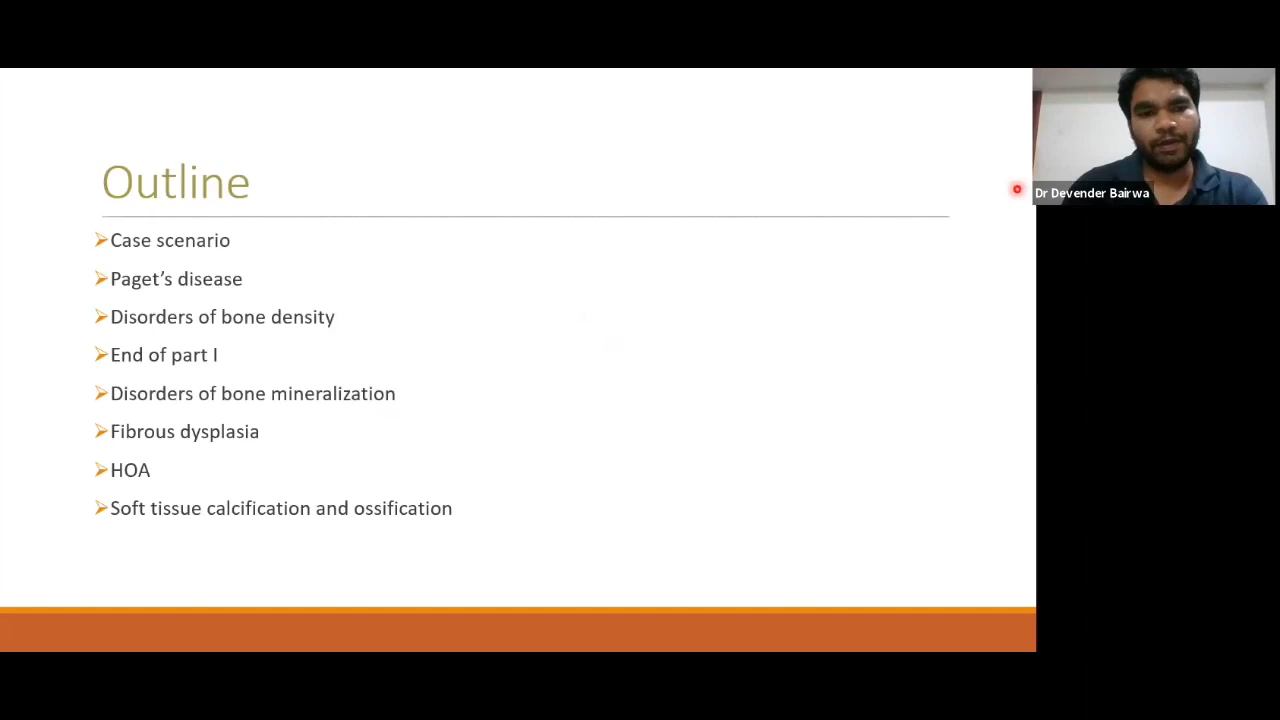 Outline
Case scenario
Paget’s disease
Disorders of bone density
End of part I
Disorders of bone mineralization
Fibrous dysplasia
HOA
Soft tissue calcification and ossification
Dr Devender Bairwa